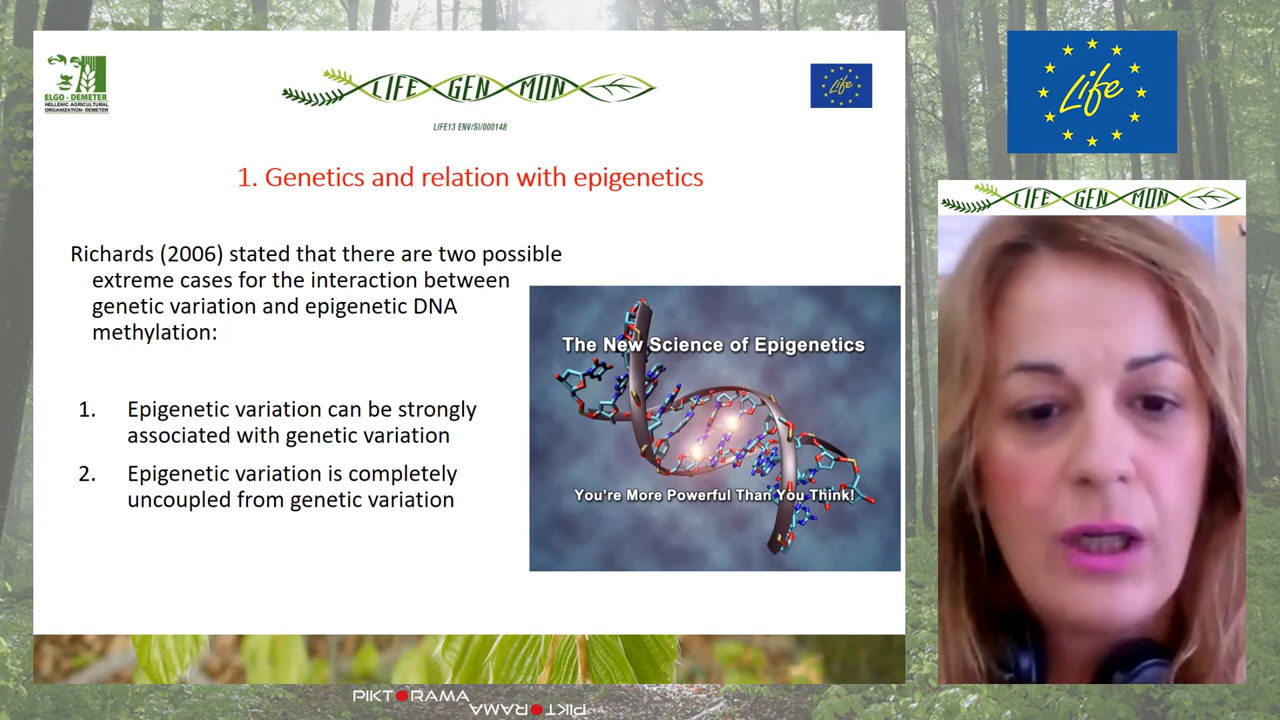 ELGO - DEMETER
HELLENIC AGRICULTURAL
ORGANIZATION- DEMETER
LIFE GEN MON
LIFE13 ENV/SI/000148
Life
Life
LIFE GEN MON
1. Genetics and relation with epigenetics
Richards (2006) stated that there are two possible
extreme cases for the interaction between
genetic variation and epigenetic DNA
methylation:
1. Epigenetic variation can be strongly
associated with genetic variation
2. Epigenetic variation is completely
uncoupled from genetic variation
The New Science of Epigenetics
You're More Powerful Than You Think!
PIKTORAMA
PIKTORAMA